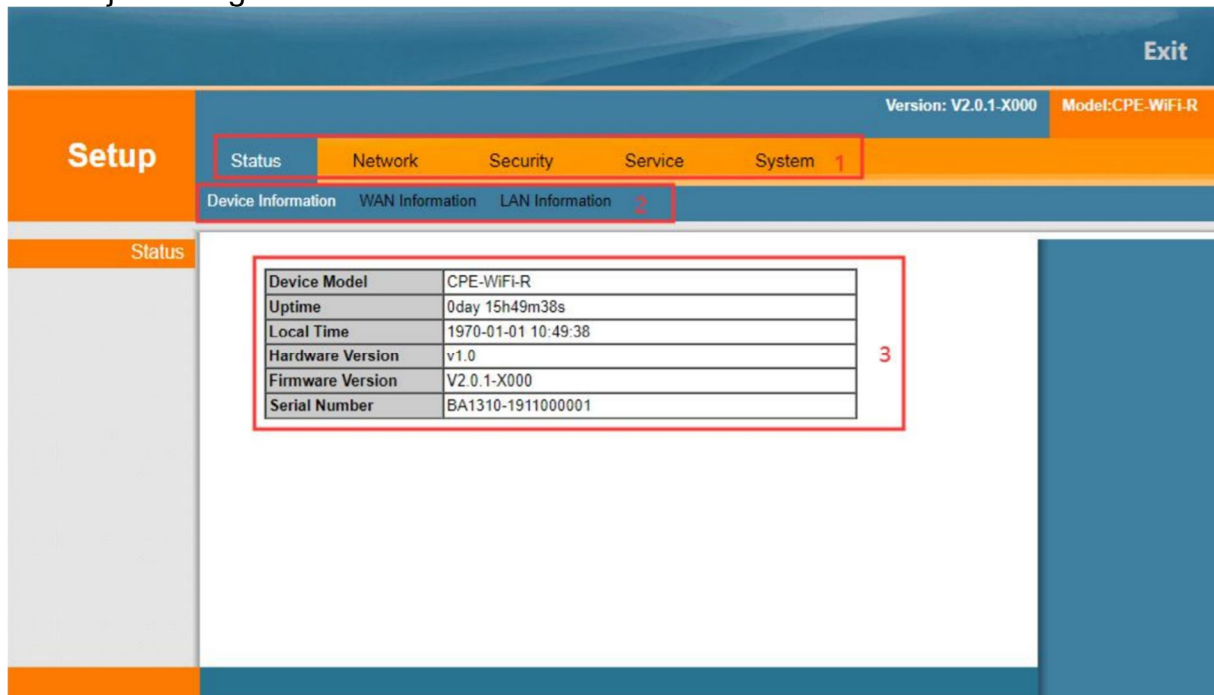 Exit
Version: V2.0.1-X000 Model:CPE-WiFi-R
Setup
Status Network Security Service System 1
Device Information WAN Information LAN Information 2
Status
Device Model CPE-WiFi-R
Uptime 0day 15h49m38s
Local Time 1970-01-01 10:49:38
Hardware Version v1.0 3
Firmware Version V2.0.1-X000
Serial Number BA1310-1911000001